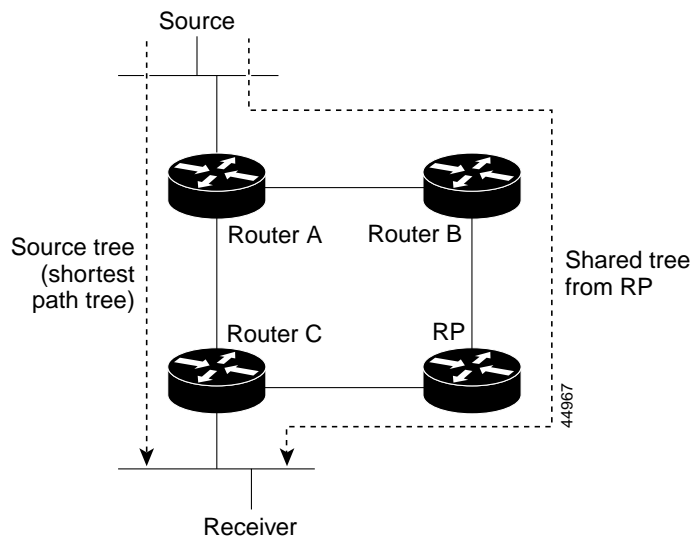 Source
Router A
Router B
Source tree
(shortest
path tree)
Shared tree
from RP
Router C
RP
44967
Receiver